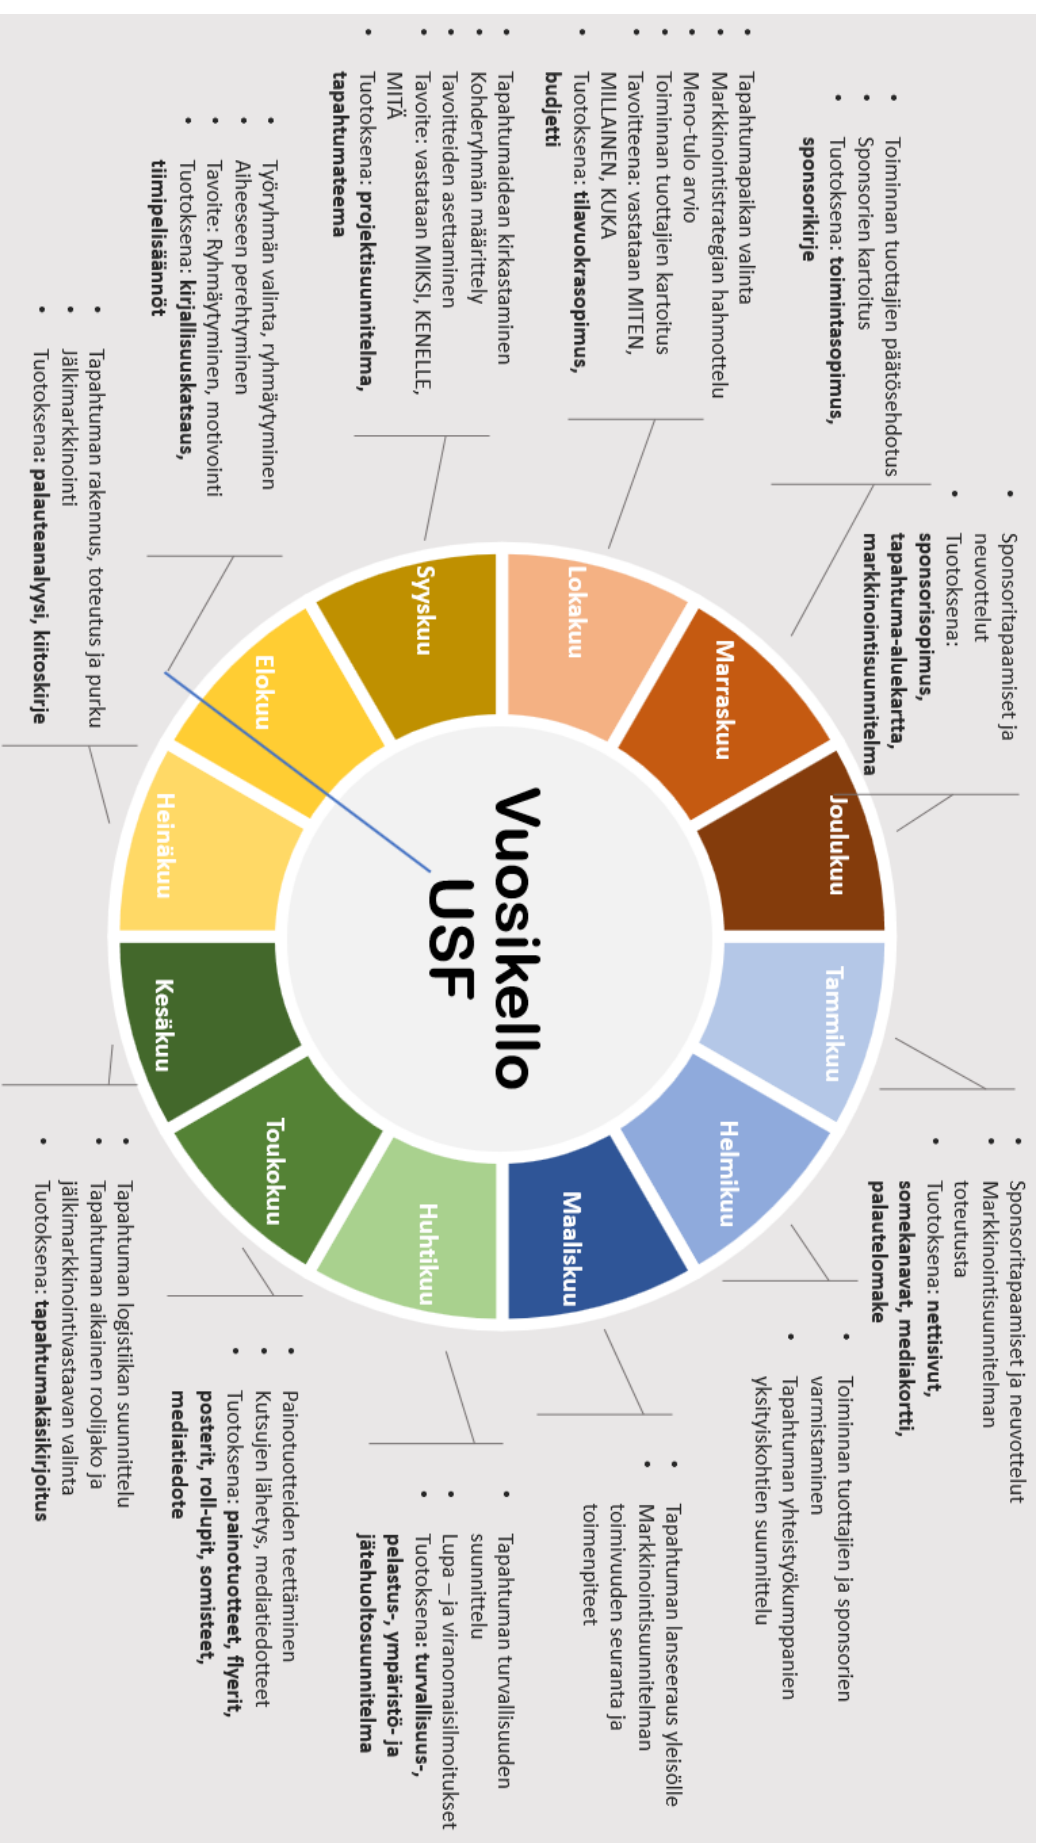 Vuosikello
USF
Tammikuu
Helmikuu
Maaliskuu
Huhtikuu
Toukokuu
Kesäkuu
Heinäkuu
Elokuu
Syyskuu
Lokakuu
Marraskuu
Joulukuu
• Sponsoritapaamiset ja neuvottelut
• Markkinointisuunnitelman
toteutusta
• Tuotoksena: nettisivut,
somekanavat, mediakortti,
palautelomake
• Toiminnan tuottajien ja sponsorien
varmistaminen
• Tapahtuman yhteistyökumppanien
yksityiskohtien suunnittelu
• Tapahtuman lanseeraus yleisölle
• Markkinointisuunnitelman
toimivuuden seuranta ja
toimenpiteet
• Tapahtuman turvallisuuden
suunnittelu
• Lupa – ja viranomaisilmoitukset
• Tuotoksena: turvallisuus-,
pelastus-, ympäristö- ja
jätehuoltosuunnitelma
• Painotuotteiden teettäminen
• Kutsujen lähetys, mediatiedotteet
• Tuotoksena: painotuotteet, flyerit,
posterit, roll-upit, somisteet,
mediatiedote
• Tapahtuman logistiikan suunnittelu
• Tapahtuman aikainen roolijako ja
jälkimarkkinointivastaavan valinta
• Tuotoksena: tapahtumakäsikirjoitus
• Tapahtuman rakennus, toteutus ja purku
• Jälkimarkkinointi
• Tuotoksena: palauteanalyysi, kiitoskirje
• Työryhmän valinta, ryhmäytyminen
• Aiheeseen perehtyminen
• Tavoite: Ryhmäytyminen, motivointi
• Tuotoksena: kirjallisuuskatsaus,
tiimipelisäännöt
• Tapahtumaidean kirkastaminen
• Kohderyhmän määrittely
• Tavoitteiden asettaminen
• Tavoite: vastataan MIKSI, KENELLE,
MITÄ
• Tuotoksena: projektisuunnitelma,
tapahtumateema
• Tapahtumapaikan valinta
• Markkinointistrategian hahmottelu
• Meno-tulo arvio
• Toiminnan tuottajien kartoitus
• Tavoitteena: vastataan MITEN,
MILLAINEN, KUKA
• Tuotoksena: tilavuokrasopimus,
budjetti
• Toiminnan tuottajien päätösehdotus
• Sponsorien kartoitus
• Tuotoksena: toimintasopimus,
sponsorikirje
• Sponsoritapaamiset ja
neuvottelut
• Tuotoksena:
sponsorisopimus,
tapahtuma-aluekartta,
markkinointisuunnitelma